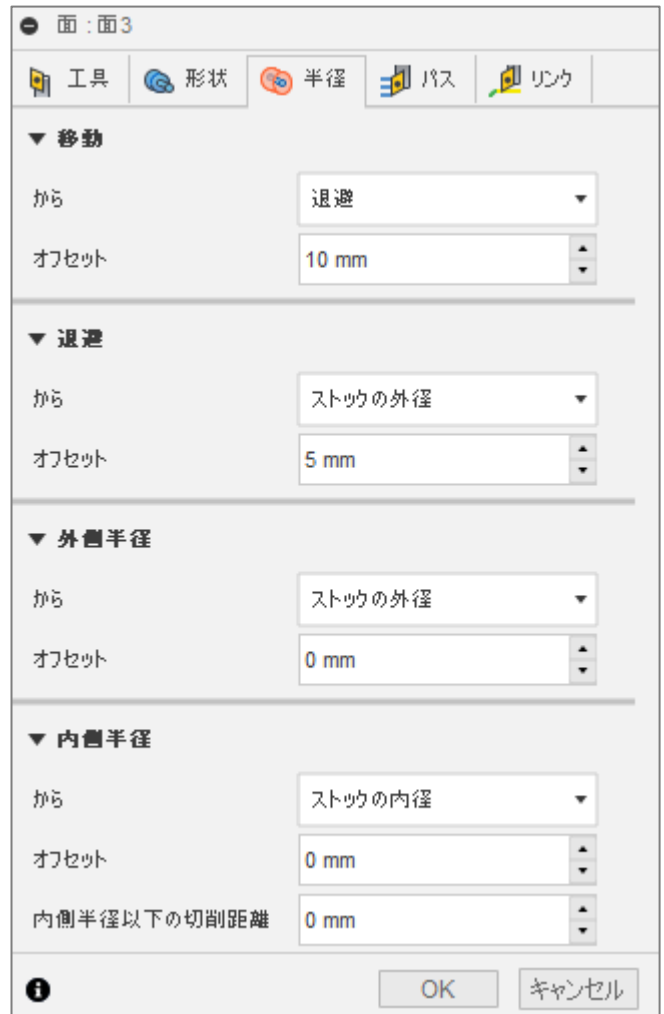 面 : 面3
工具 形状 半径 パス リンク
▼ 移動
から 退避
オフセット 10 mm
▼ 退避
から ストックの外径
オフセット 5 mm
▼ 外側半径
から ストックの外径
オフセット 0 mm
▼ 内側半径
から ストックの内径
オフセット 0 mm
内側半径以下の切削距離 0 mm
OK キャンセル